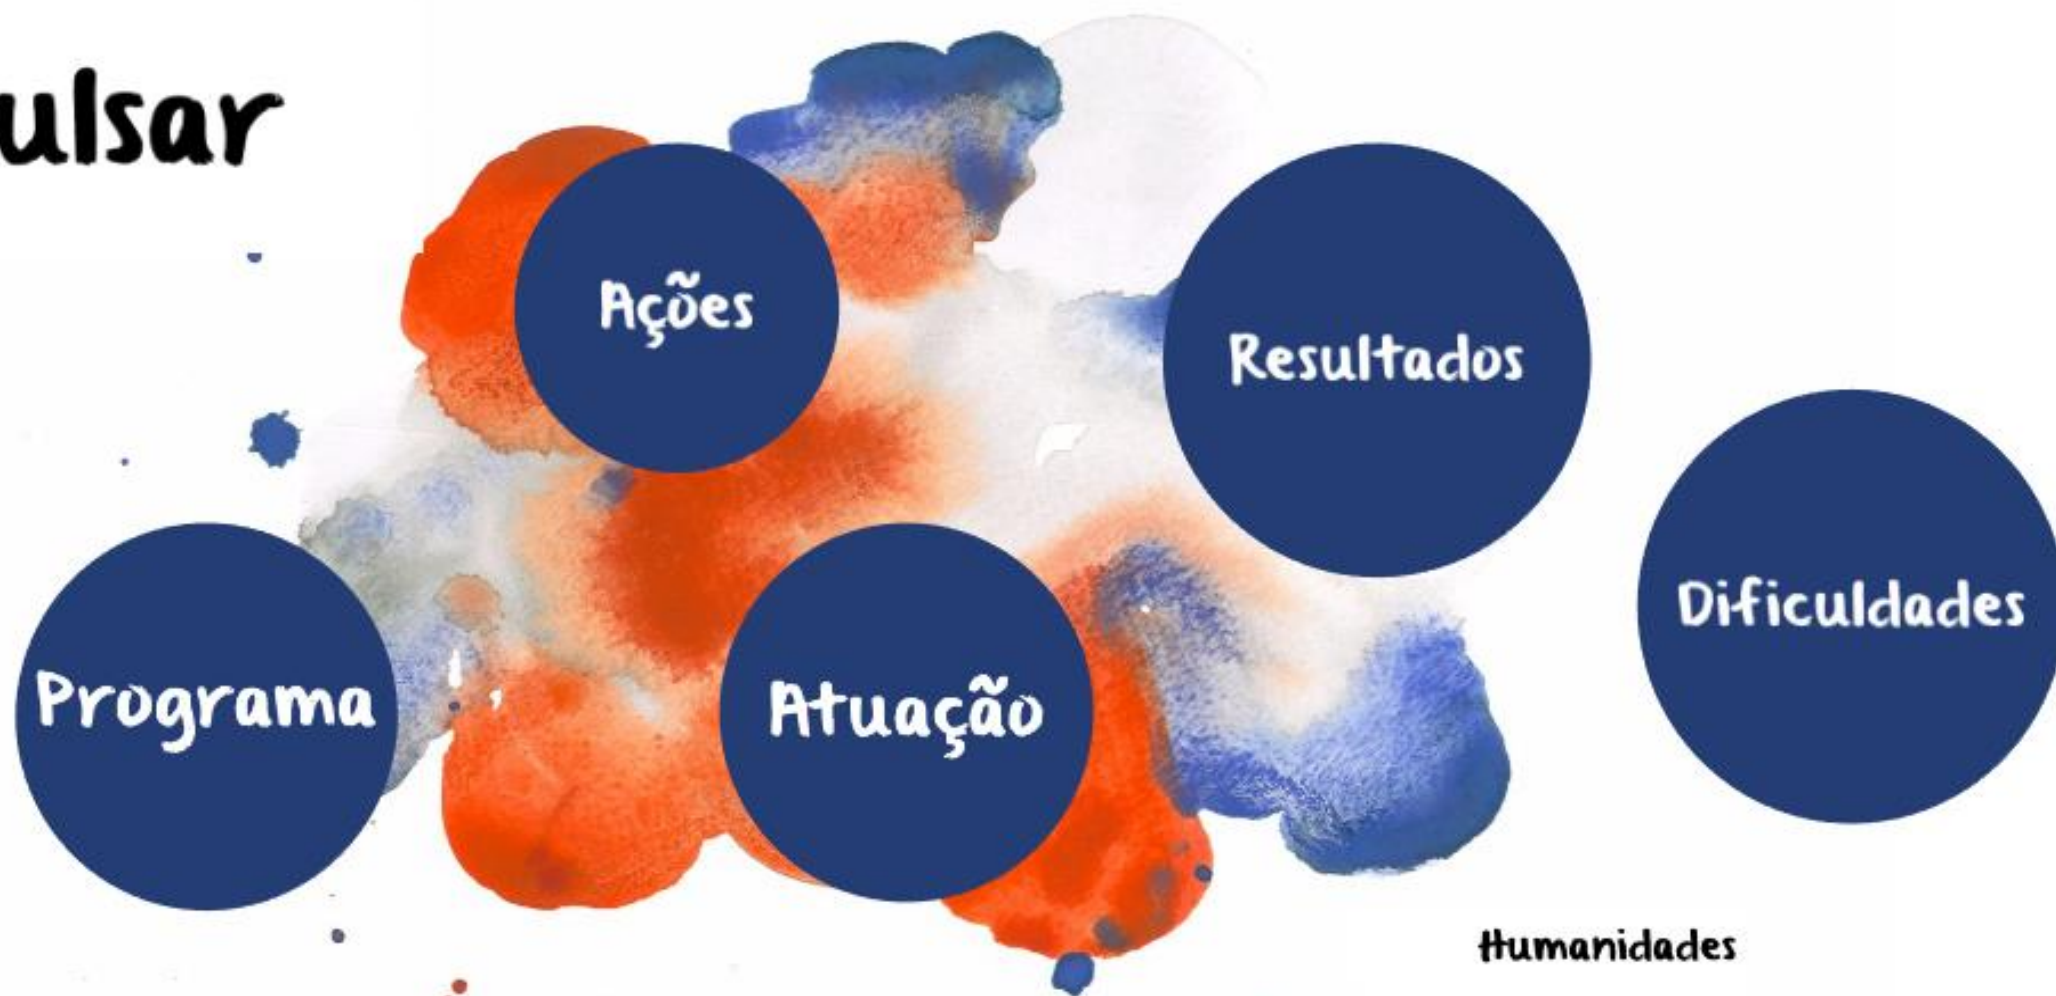 ulsar
Ações
Resultados
Dificuldades
Programa
Atuação
Humanidades